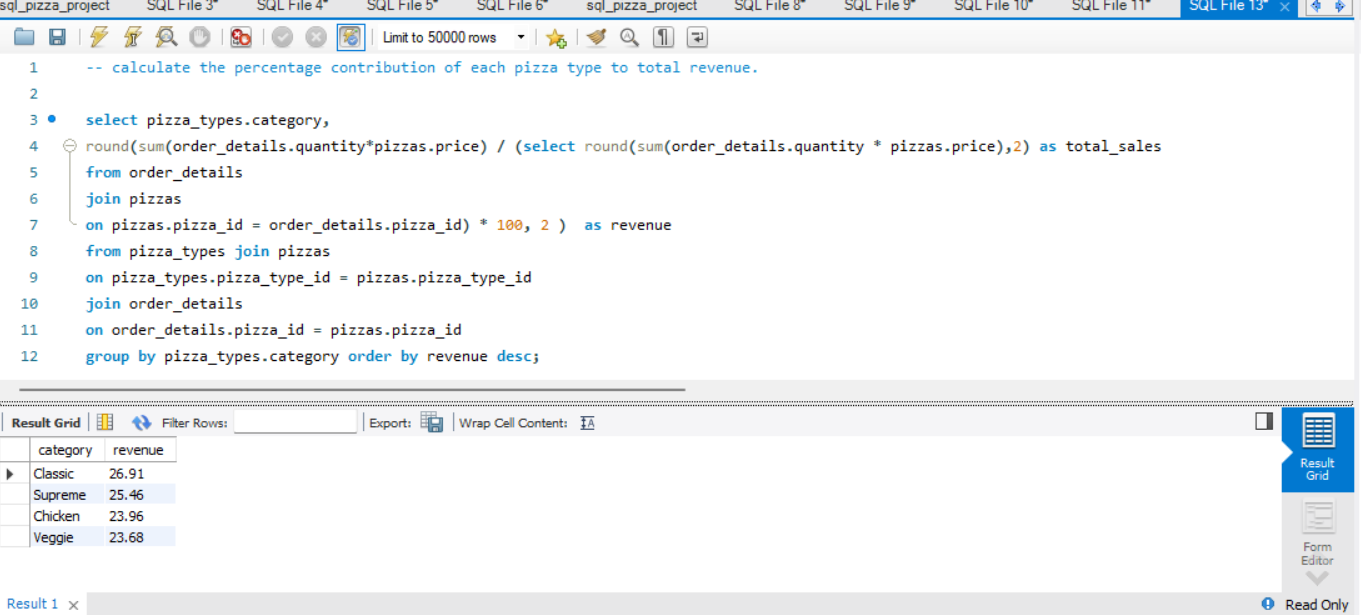 sql_pizza_project SQL File 3* SQL File 4* SQL File 5* SQL File 6* sql_pizza_project SQL File 8* SQL File 9* SQL File 10* SQL File 11* SQL File 13*
Limit to 50000 rows
1 -- calculate the percentage contribution of each pizza type to total revenue.
2
3 select pizza_types.category,
4 round(sum(order_details.quantity*pizzas.price) / (select round(sum(order_details.quantity * pizzas.price),2) as total_sales
5 from order_details
6 join pizzas
7 on pizzas.pizza_id = order_details.pizza_id) * 100, 2 )  as revenue
8 from pizza_types join pizzas
9 on pizza_types.pizza_type_id = pizzas.pizza_type_id
10 join order_details
11 on order_details.pizza_id = pizzas.pizza_id
12 group by pizza_types.category order by revenue desc;
Result Grid Filter Rows: Export: Wrap Cell Content: IA
category revenue
Classic 26.91
Supreme 25.46
Chicken 23.96
Veggie 23.68
Result
Grid
Form
Editor
Result 1 Read Only